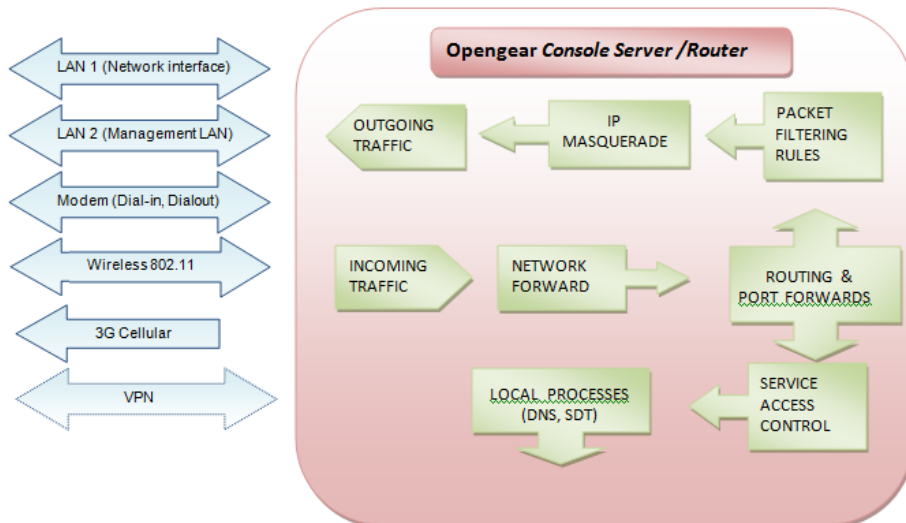 LAN 1 (Network interface)
LAN 2 (Management LAN)
Modem (Dial-in, Dialout)
Wireless 802.11
3G Cellular
VPN
Opengear Console Server /Router
OUTGOING
TRAFFIC
IP
MASQUERADE
PACKET
FILTERING
RULES
INCOMING
TRAFFIC
NETWORK
FORWARD
ROUTING &
PORT FORWARDS
LOCAL PROCESSES
(DNS, SDT)
SERVICE
ACCESS
CONTROL